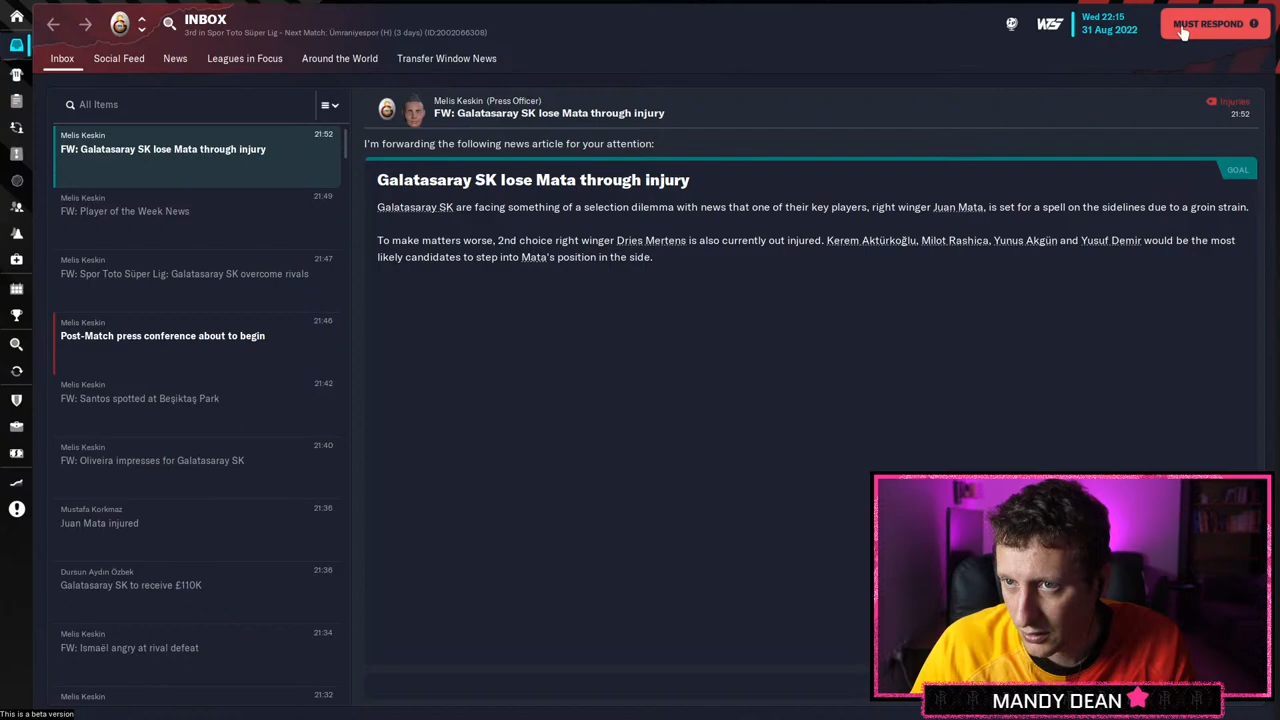 INBOX
3rd in Spor Toto Süper Lig - Next Match: Ümraniyespor (H) (3 days) (ID:2002066308)
Wed 22:15
31 Aug 2022
MUST RESPOND
Inbox
Social Feed
News
Leagues in Focus
Around the World
Transfer Window News
All Items
Melis Keskin
21:52
FW: Galatasaray SK lose Mata through injury
Melis Keskin
21:49
FW: Player of the Week News
Melis Keskin
21:47
FW: Spor Toto Süper Lig: Galatasaray SK overcome rivals
Melis Keskin
21:46
Post-Match press conference about to begin
Melis Keskin
21:42
FW: Santos spotted at Beşiktaş Park
Melis Keskin
21:40
FW: Oliveira impresses for Galatasaray SK
Mustafa Korkmaz
21:36
Juan Mata injured
Dursun Aydın Özbek
21:36
Galatasaray SK to receive £110K
Melis Keskin
21:34
FW: Ismaël angry at rival defeat
Melis Keskin
21:32
Melis Keskin (Press Officer)
FW: Galatasaray SK lose Mata through injury
Injuries
21:52
I'm forwarding the following news article for your attention:
GOAL
Galatasaray SK lose Mata through injury
Galatasaray SK are facing something of a selection dilemma with news that one of their key players, right winger Juan Mata, is set for a spell on the sidelines due to a groin strain.
To make matters worse, 2nd choice right winger Dries Mertens is also currently out injured. Kerem Aktürkoğlu, Milot Rashica, Yunus Akgün and Yusuf Demir would be the most
likely candidates to step into Mata's position in the side.
MANDY DEAN
This is a beta version